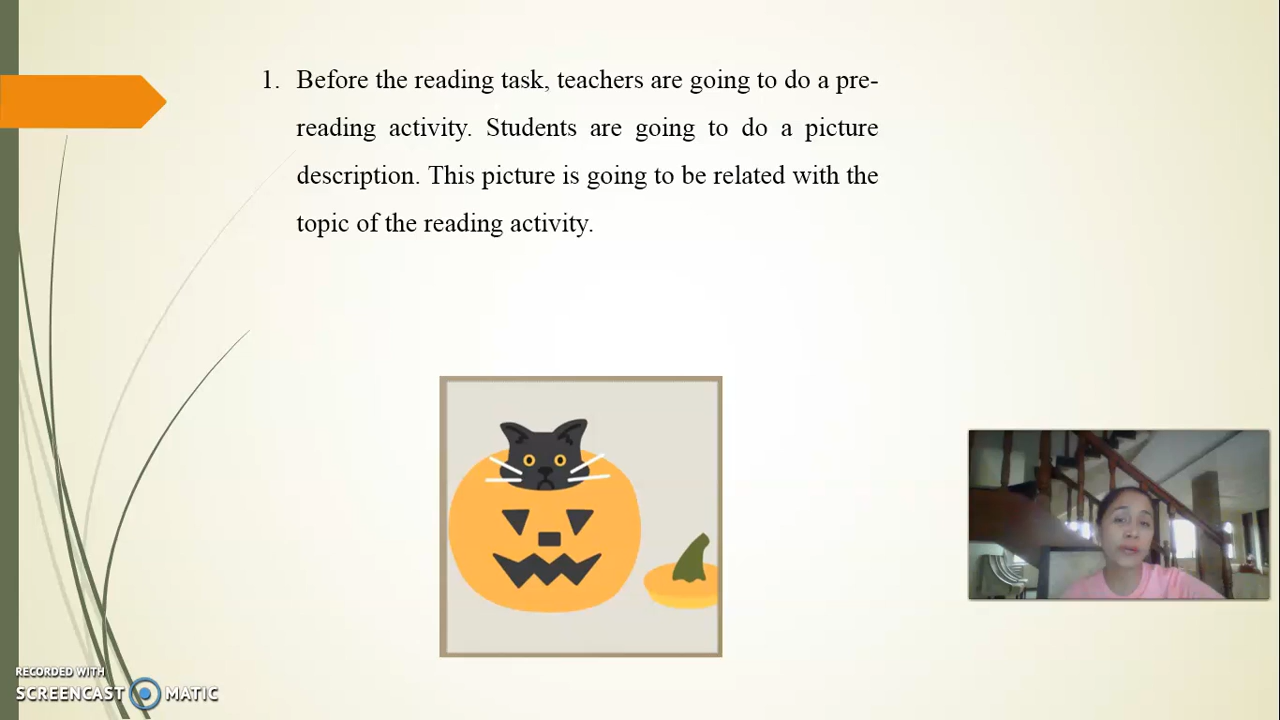 1. Before the reading task, teachers are going to do a pre-
reading activity. Students are going to do a picture
description. This picture is going to be related with the
topic of the reading activity.
RECORDED WITH
SCREENCAST MATIC